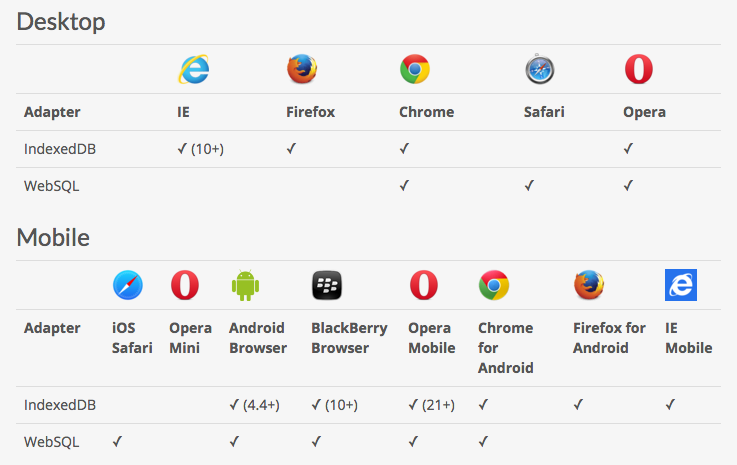 Desktop
Adapter IE Firefox Chrome Safari Opera
IndexedDB ✓ (10+) ✓ ✓ ✓
WebSQL ✓ ✓ ✓
Mobile
Adapter iOS Safari Opera Mini Android Browser BlackBerry Browser Opera Mobile Chrome for Android Firefox for Android IE Mobile
IndexedDB ✓ (4.4+) ✓ (10+) ✓ (21+) ✓ ✓ ✓
WebSQL ✓ ✓ ✓ ✓ ✓